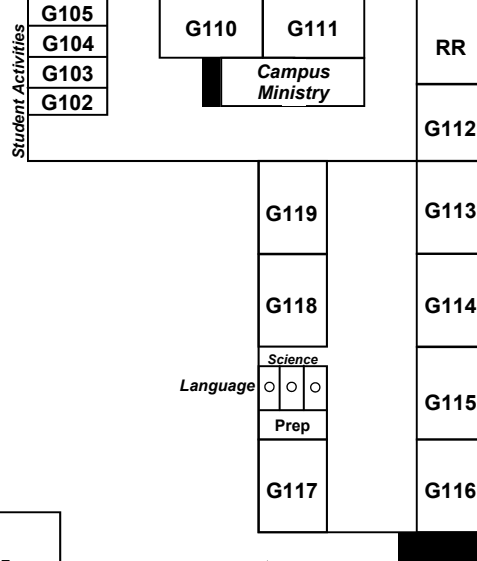 G105
G104
G103
G102
Student Activities
G110
G111
Campus
Ministry
RR
G112
G119
G113
G118
G114
Science
Language
Prep
G115
G117
G116